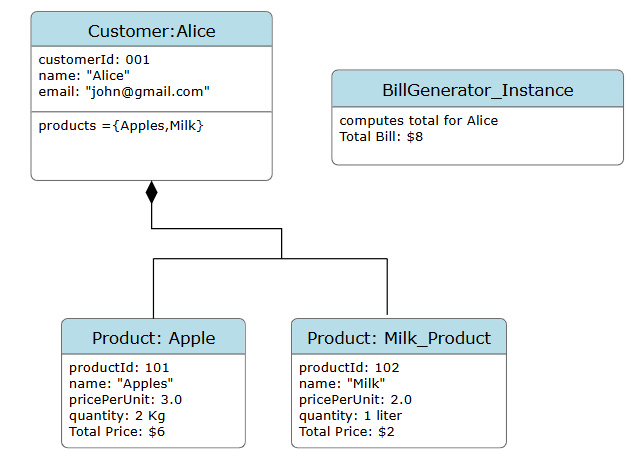 Customer:Alice
customerId: 001
name: "Alice"
email: "john@gmail.com"
products ={Apples,Milk}
BillGenerator_Instance
computes total for Alice
Total Bill: $8
Product: Apple
productId: 101
name: "Apples"
pricePerUnit: 3.0
quantity: 2 Kg
Total Price: $6
Product: Milk_Product
productId: 102
name: "Milk"
pricePerUnit: 2.0
quantity: 1 liter
Total Price: $2